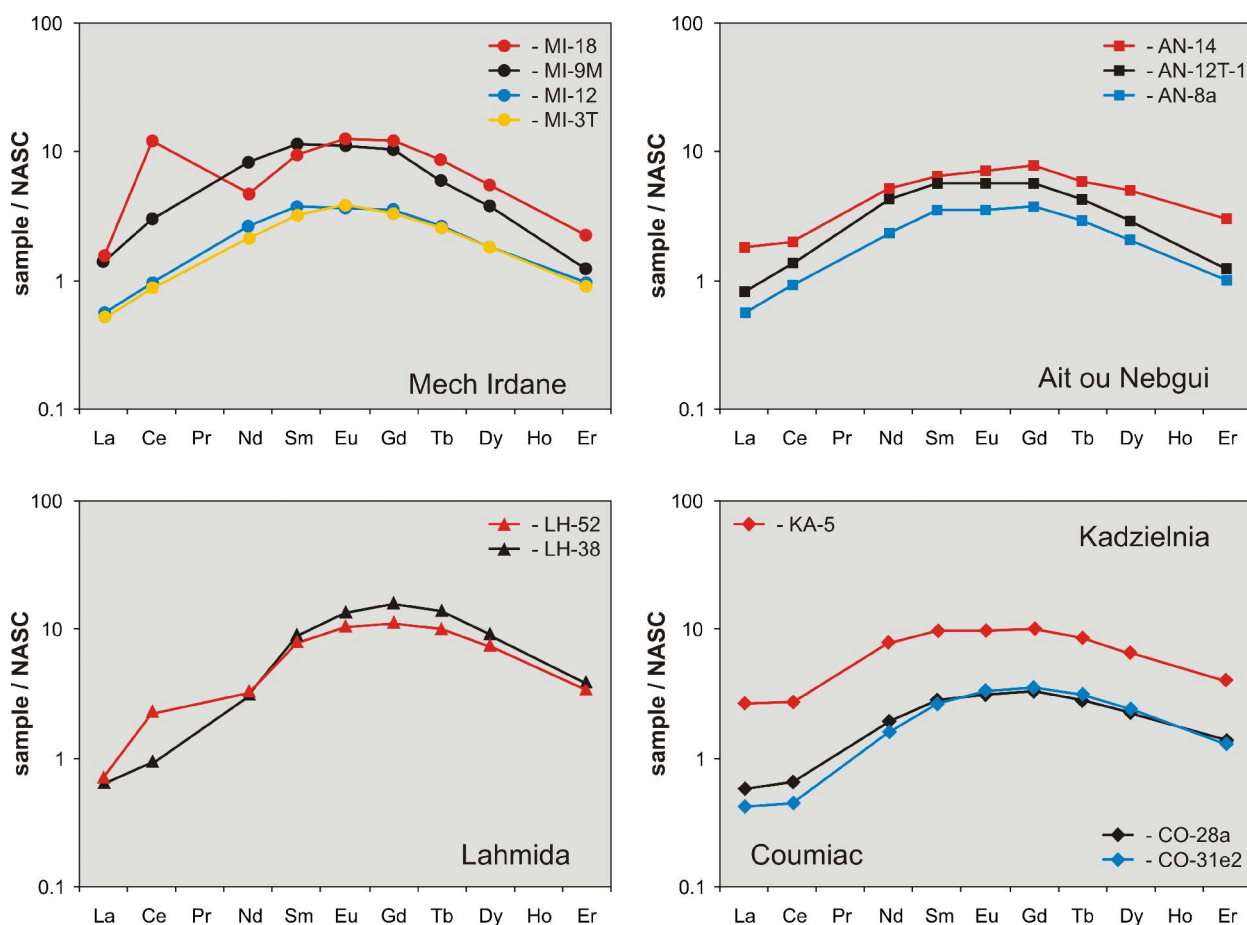 100
10
1
0.1
sample / NASC
- MI-18
- MI-9M
- MI-12
- MI-3T
Mech Irdane
La Ce Pr Nd Sm Eu Gd Tb Dy Ho Er
100
10
1
0.1
sample / NASC
- AN-14
- AN-12T-1
- AN-8a
Ait ou Nebgui
La Ce Pr Nd Sm Eu Gd Tb Dy Ho Er
100
10
1
0.1
sample / NASC
- LH-52
- LH-38
Lahmida
La Ce Pr Nd Sm Eu Gd Tb Dy Ho Er
100
10
1
0.1
sample / NASC
- KA-5
Kadzielnia
- CO-28a
- CO-31e2
Coumiac
La Ce Pr Nd Sm Eu Gd Tb Dy Ho Er